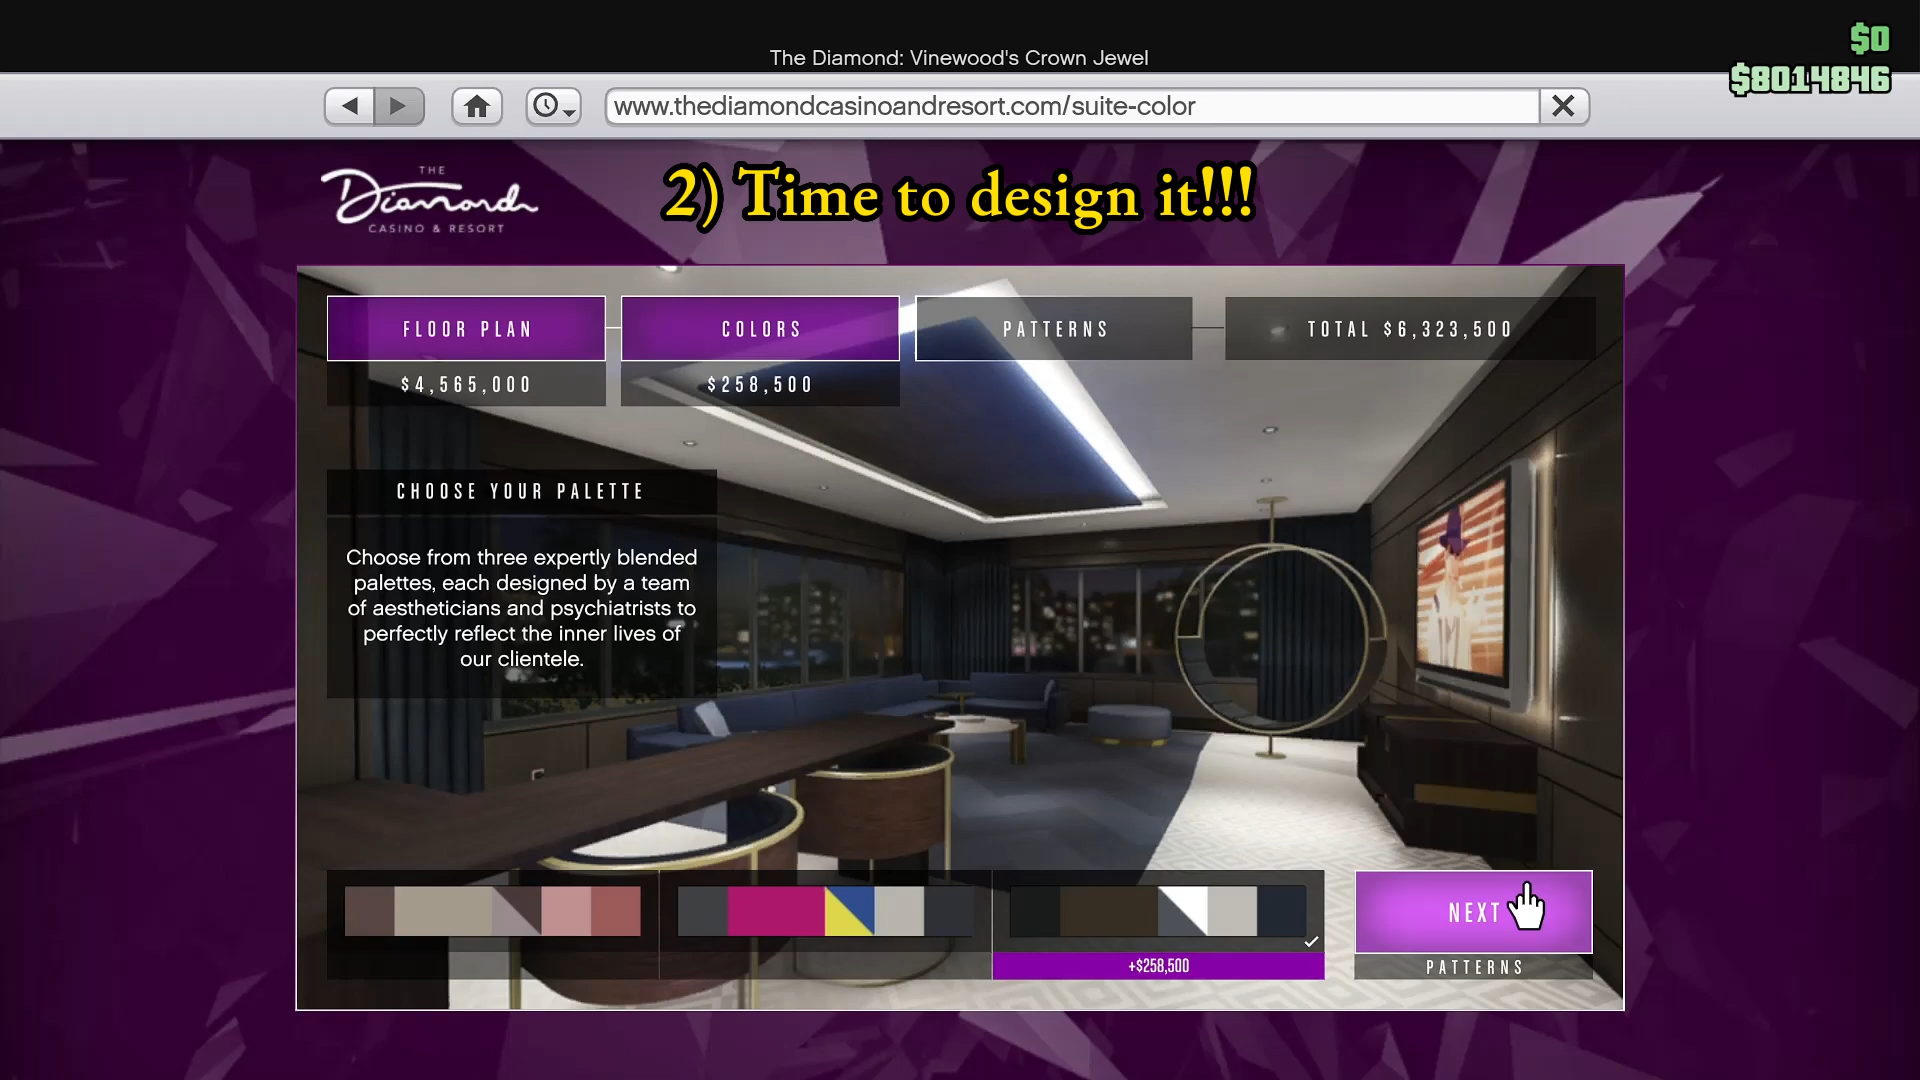 $0
The Diamond: Vinewood's Crown Jewel
$8014846
www.thediamondcasinoandresort.com/suite-color
THE
Diamond
CASINO & RESORT
2) Time to design it!!!
FLOOR PLAN
COLORS
PATTERNS
TOTAL $6,323,500
$4,565,000
$258,500
CHOOSE YOUR PALETTE
Choose from three expertly blended
palettes, each designed by a team
of aestheticians and psychiatrists to
perfectly reflect the inner lives of
our clientele.
NEXT
+$258,500
PATTERNS